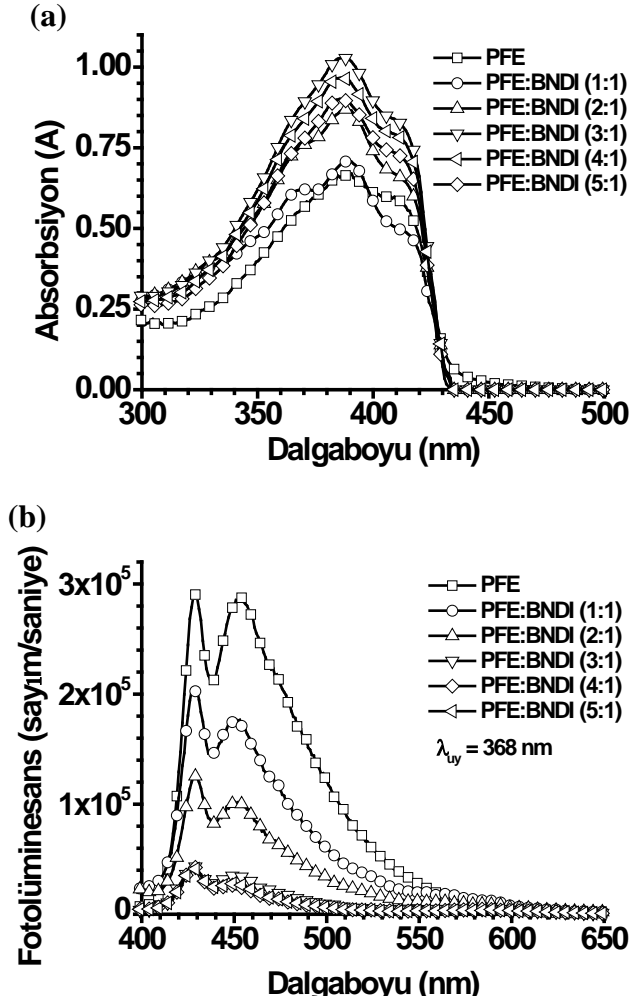 (a)
1.00
0.75
0.50
0.25
0.00
Absorbsiyon (A)
PFE
PFE:BNDI (1:1)
PFE:BNDI (2:1)
PFE:BNDI (3:1)
PFE:BNDI (4:1)
PFE:BNDI (5:1)
300 350 400 450 500
Dalgaboyu (nm)
(b)
3x10⁵
2x10⁵
1x10⁵
0
Fotolüminesans (sayım/saniye)
PFE
PFE:BNDI (1:1)
PFE:BNDI (2:1)
PFE:BNDI (3:1)
PFE:BNDI (4:1)
PFE:BNDI (5:1)
λuy = 368 nm
400 450 500 550 600 650
Dalgaboyu (nm)